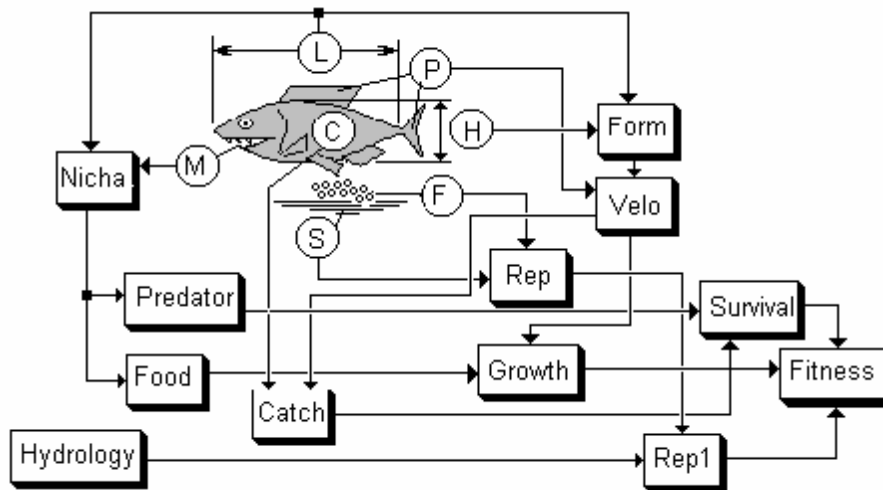 L
P
C
H
Form
M
Nicha
F
Velo
S
Rep
Predator
Survival
Food
Growth
Fitness
Catch
Hydrology
Rep1